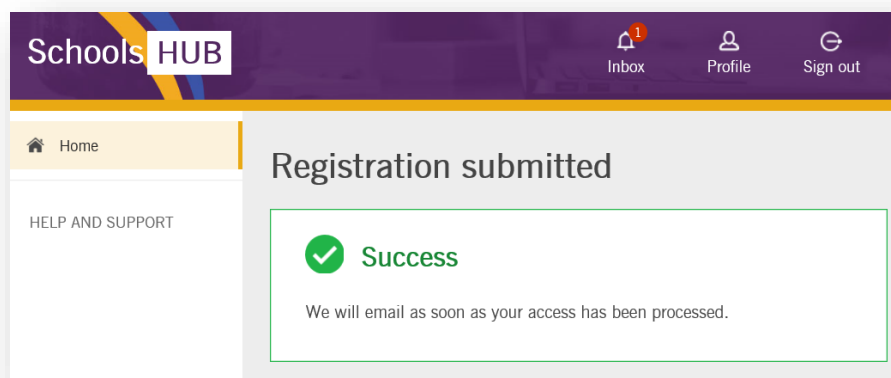 Schools HUB
1
Inbox Profile Sign out
Home
Registration submitted
HELP AND SUPPORT
Success
We will email as soon as your access has been processed.